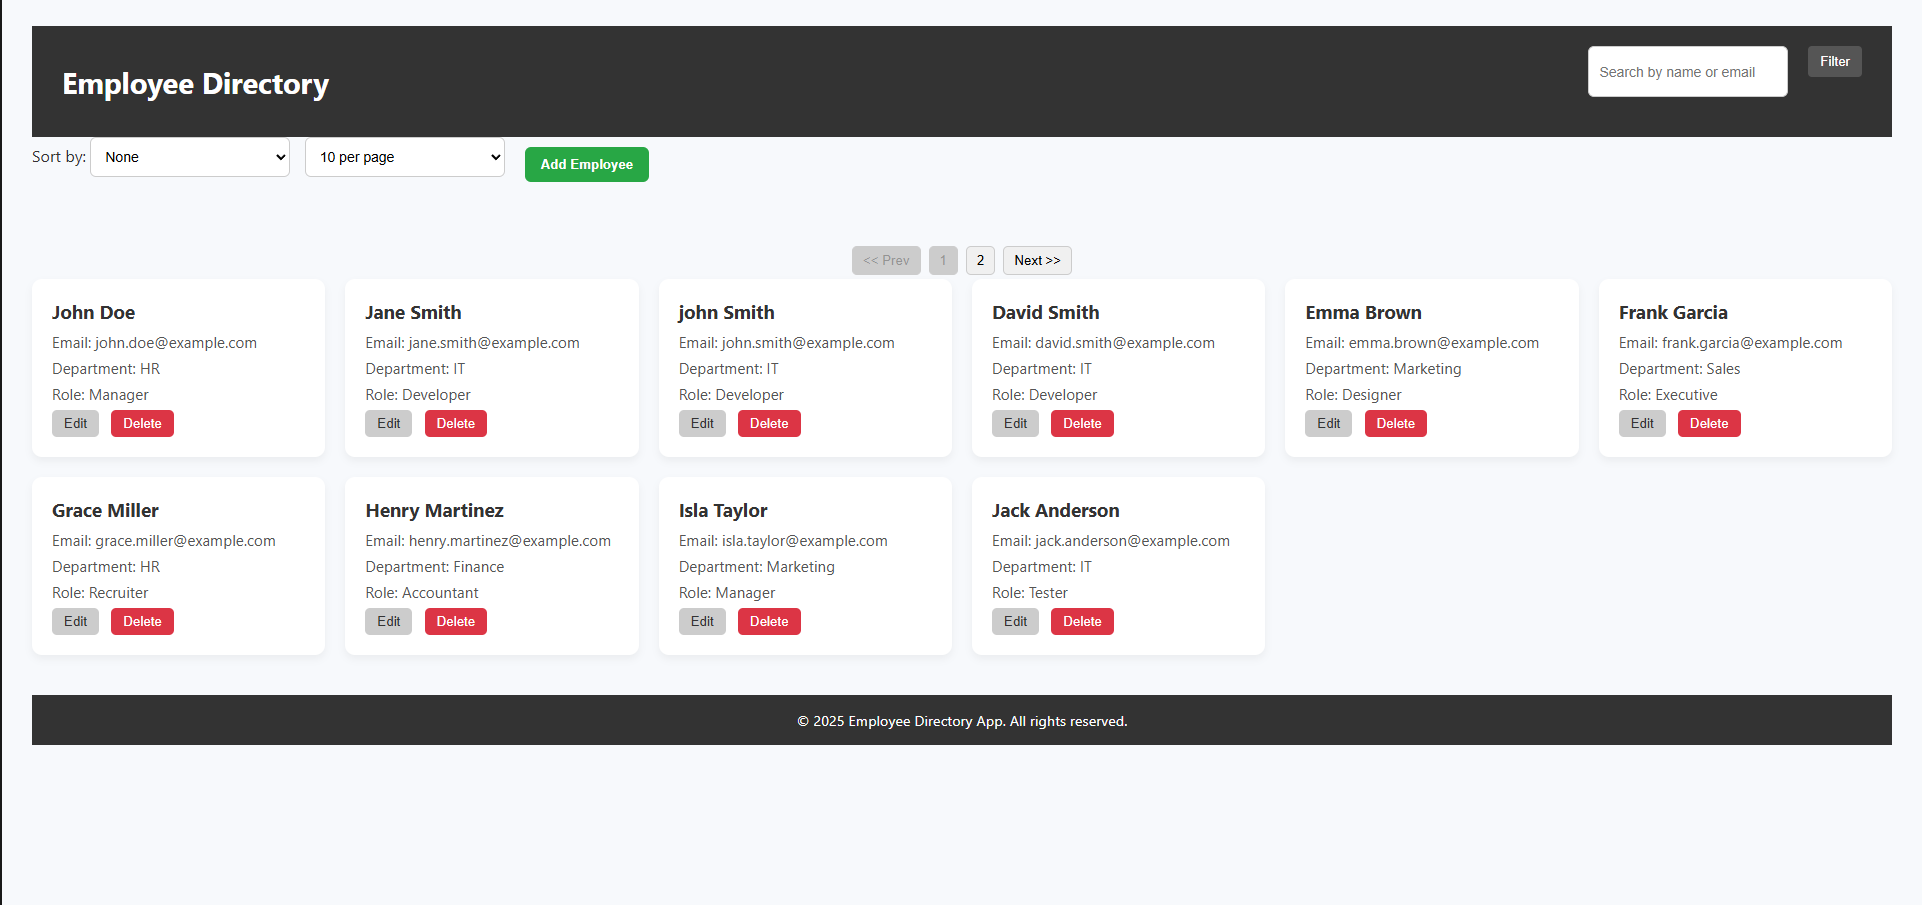 Employee Directory
Search by name or email
Filter
Sort by: None
10 per page
Add Employee
<< Prev 1 2 Next >>
John Doe
Email: john.doe@example.com
Department: HR
Role: Manager
Edit Delete
Jane Smith
Email: jane.smith@example.com
Department: IT
Role: Developer
Edit Delete
john Smith
Email: john.smith@example.com
Department: IT
Role: Developer
Edit Delete
David Smith
Email: david.smith@example.com
Department: IT
Role: Developer
Edit Delete
Emma Brown
Email: emma.brown@example.com
Department: Marketing
Role: Designer
Edit Delete
Frank Garcia
Email: frank.garcia@example.com
Department: Sales
Role: Executive
Edit Delete
Grace Miller
Email: grace.miller@example.com
Department: HR
Role: Recruiter
Edit Delete
Henry Martinez
Email: henry.martinez@example.com
Department: Finance
Role: Accountant
Edit Delete
Isla Taylor
Email: isla.taylor@example.com
Department: Marketing
Role: Manager
Edit Delete
Jack Anderson
Email: jack.anderson@example.com
Department: IT
Role: Tester
Edit Delete
© 2025 Employee Directory App. All rights reserved.